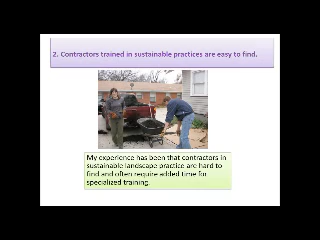 2. Contractors trained in sustainable practices are easy to find.
My experience has been that contractors in
sustainable landscape practice are hard to
find and often require added time for
specialized training.